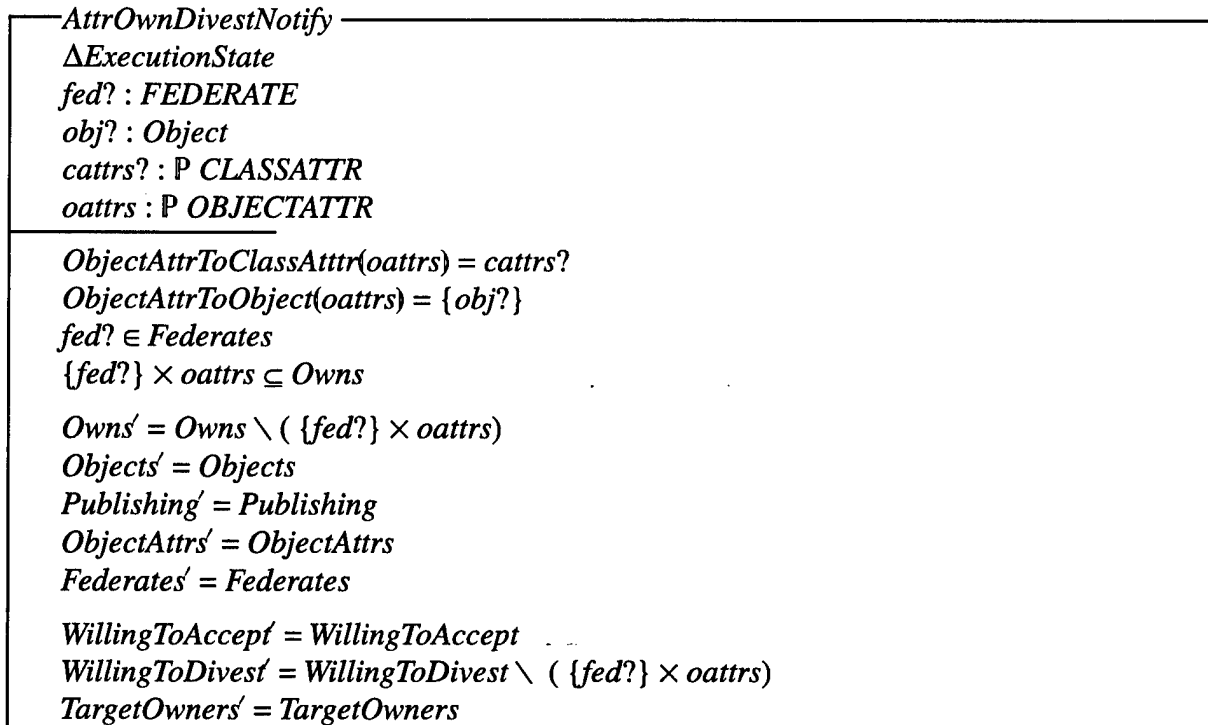 AttrOwnDivestNotify
ΔExecutionState
fed? : FEDERATE
obj? : Object
cattrs? : ℙ CLASSATTR
oattrs : ℙ OBJECTATTR
ObjectAttrToClassAtttr(oattrs) = cattrs?
ObjectAttrToObject(oattrs) = {obj?}
fed? ∈ Federates
{fed?} × oattrs ⊆ Owns
Owns′ = Owns \ ( {fed?} × oattrs)
Objects′ = Objects
Publishing′ = Publishing
ObjectAttrs′ = ObjectAttrs
Federates′ = Federates
WillingToAccept′ = WillingToAccept
WillingToDivest′ = WillingToDivest \ ( {fed?} × oattrs)
TargetOwners′ = TargetOwners